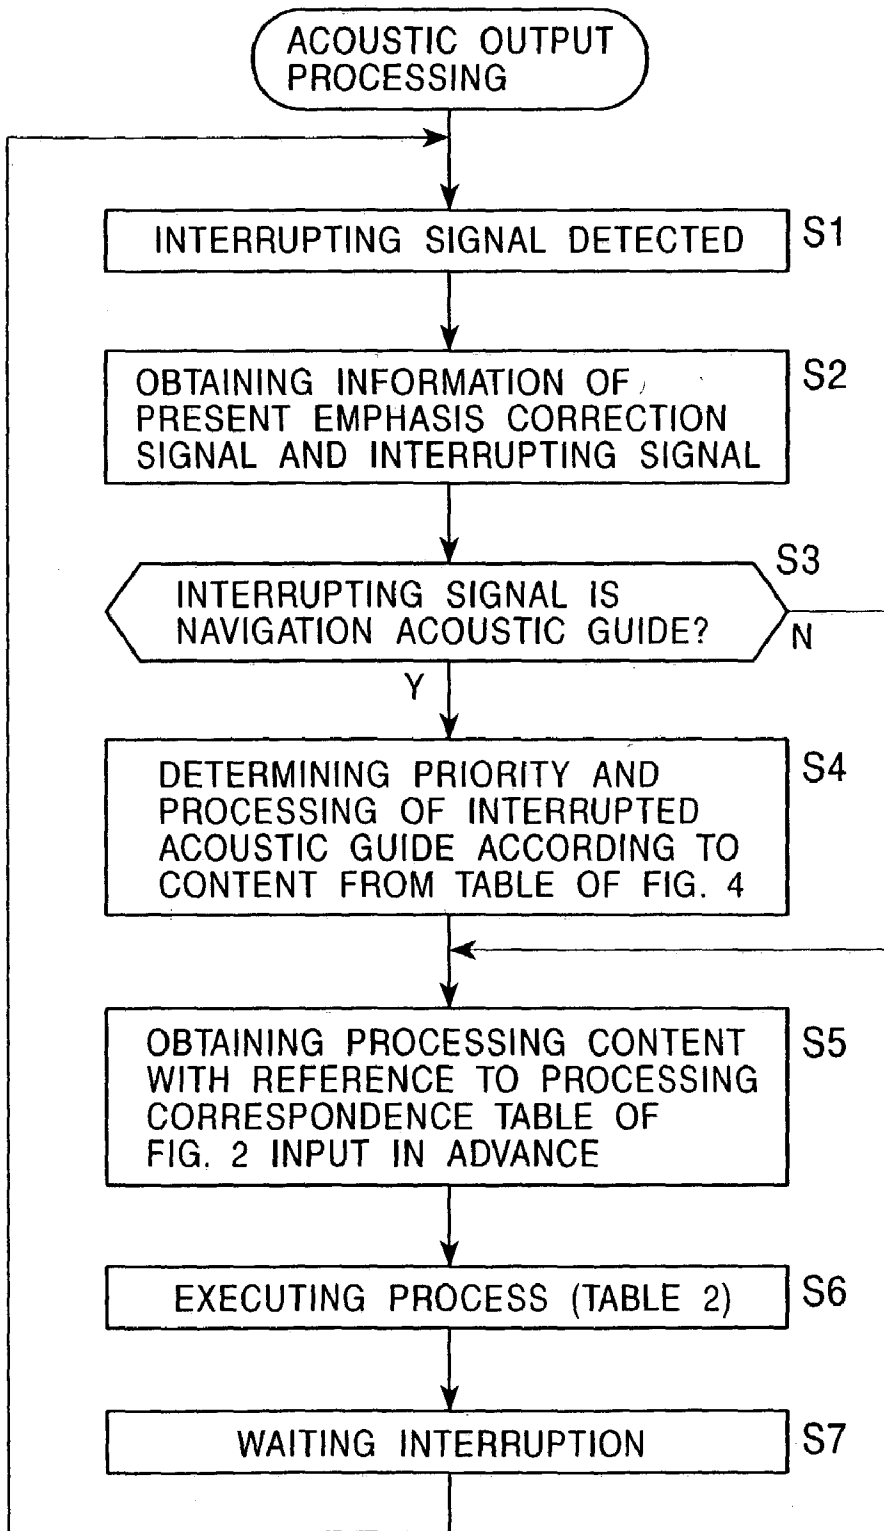 ACOUSTIC OUTPUT
PROCESSING
INTERRUPTING SIGNAL DETECTED
S1
OBTAINING INFORMATION OF
PRESENT EMPHASIS CORRECTION
SIGNAL AND INTERRUPTING SIGNAL
S2
S3
INTERRUPTING SIGNAL IS
NAVIGATION ACOUSTIC GUIDE?
N
Y
DETERMINING PRIORITY AND
PROCESSING OF INTERRUPTED
ACOUSTIC GUIDE ACCORDING TO
CONTENT FROM TABLE OF FIG. 4
S4
OBTAINING PROCESSING CONTENT
WITH REFERENCE TO PROCESSING
CORRESPONDENCE TABLE OF
FIG. 2 INPUT IN ADVANCE
S5
EXECUTING PROCESS (TABLE 2)
S6
WAITING INTERRUPTION
S7